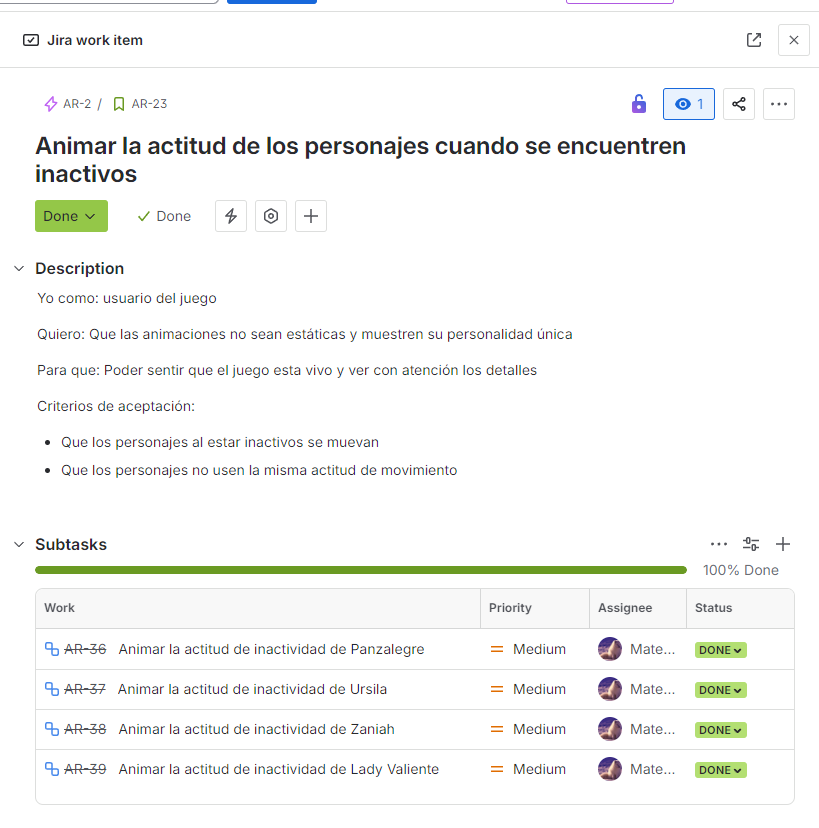 Jira work item
AR-2 / AR-23
1
Animar la actitud de los personajes cuando se encuentren
inactivos
Done
Done
Description
Yo como: usuario del juego
Quiero: Que las animaciones no sean estáticas y muestren su personalidad única
Para que: Poder sentir que el juego esta vivo y ver con atención los detalles
Criterios de aceptación:
Que los personajes al estar inactivos se muevan
Que los personajes no usen la misma actitud de movimiento
Subtasks
100% Done
Work Priority Assignee Status
AR-36 Animar la actitud de inactividad de Panzalegre Medium Mate... DONE
AR-37 Animar la actitud de inactividad de Ursila Medium Mate... DONE
AR-38 Animar la actitud de inactividad de Zaniah Medium Mate... DONE
AR-39 Animar la actitud de inactividad de Lady Valiente Medium Mate... DONE